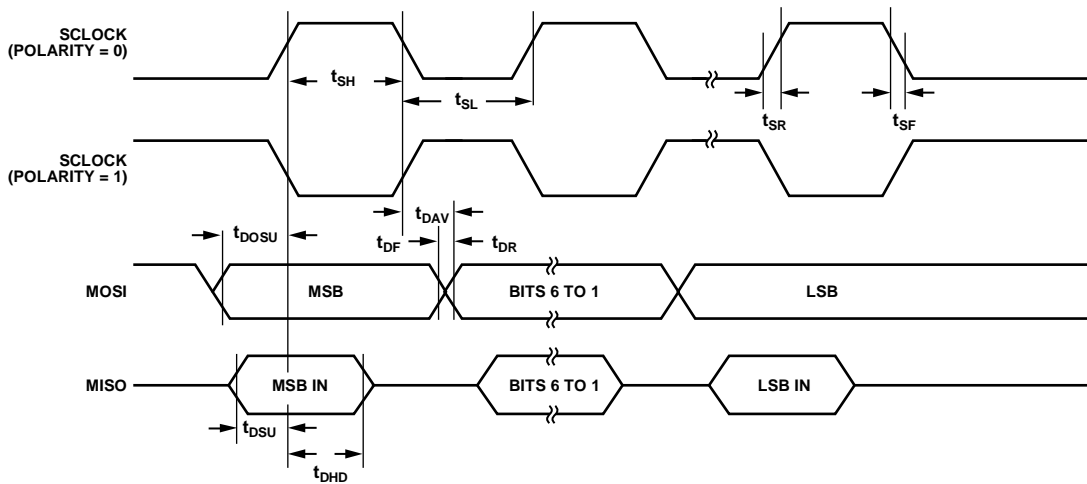 SCLOCK
(POLARITY = 0)
tSH
tSL
tSR
tSF
SCLOCK
(POLARITY = 1)
tDAV
tDOSU
tDF
tDR
MOSI
MSB
BITS 6 TO 1
LSB
MISO
MSB IN
BITS 6 TO 1
LSB IN
tDSU
tDHD